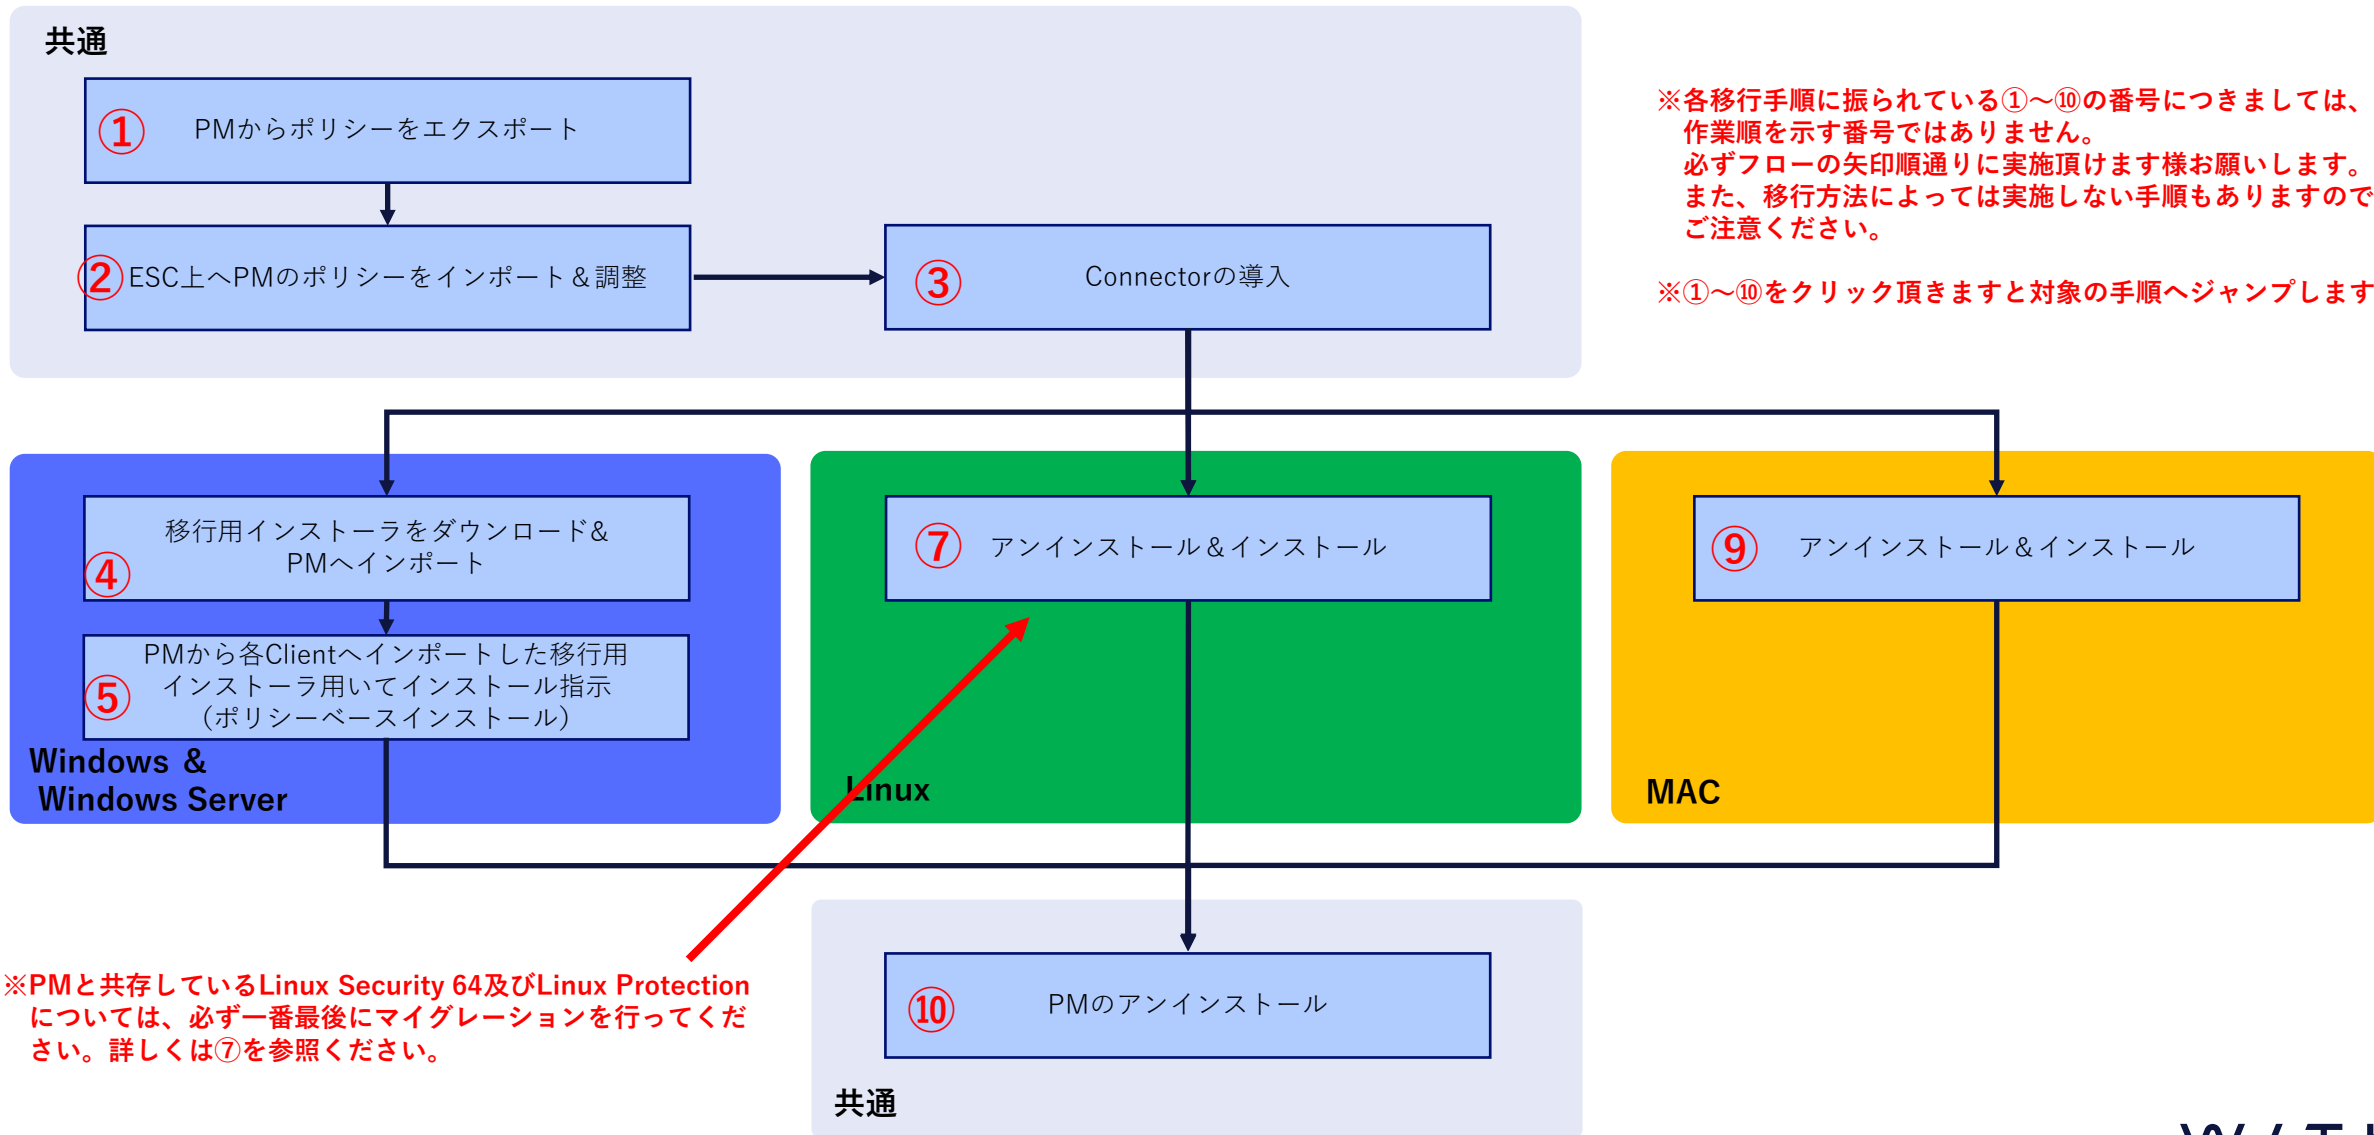 共通
① PMからポリシーをエクスポート
② ESC上へPMのポリシーをインポート＆調整
③ Connectorの導入
※各移行手順に振られている①～⑩の番号につきましては、
作業順を示す番号ではありません。
必ずフローの矢印順通りに実施頂けます様お願いします。
また、移行方法によっては実施しない手順もありますので
ご注意ください。
※①～⑩をクリック頂きますと対象の手順へジャンプします
④ 移行用インストーラをダウンロード&
PMへインポート
⑤ PMから各Clientへインポートした移行用
インストーラ用いてインストール指示
（ポリシーベースインストール）
Windows ＆
Windows Server
⑦ アンインストール＆インストール
Linux
⑨ アンインストール＆インストール
MAC
※PMと共存しているLinux Security 64及びLinux Protection
については、必ず一番最後にマイグレーションを行ってくだ
さい。詳しくは⑦を参照ください。
⑩ PMのアンインストール
共通